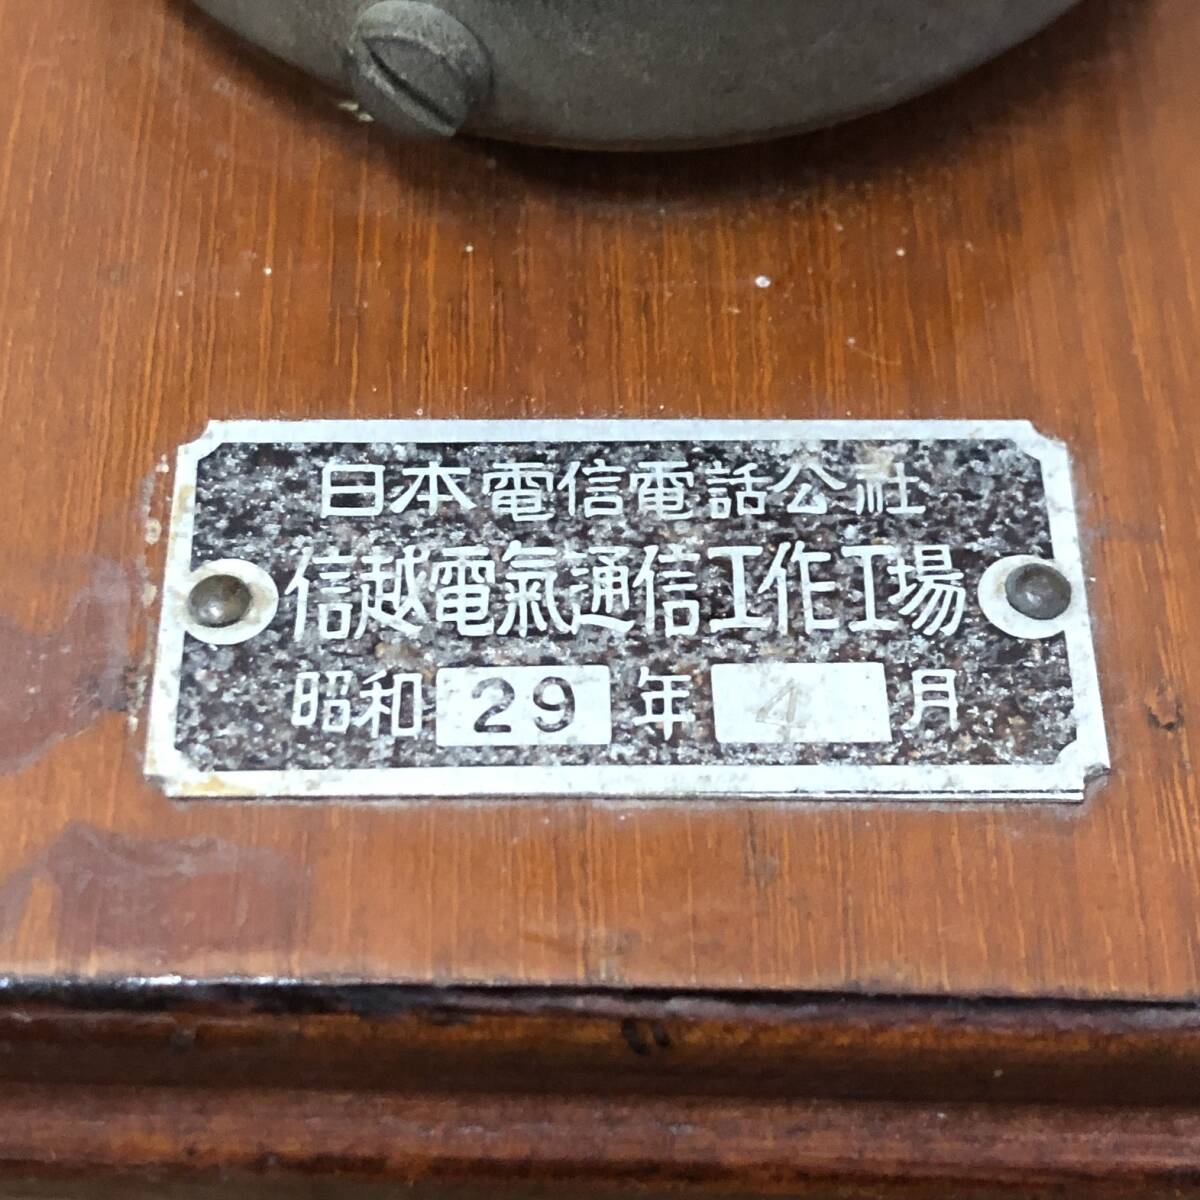 日本電信電話公社
信越電氣通信工作工場
昭和 29 年 4 月